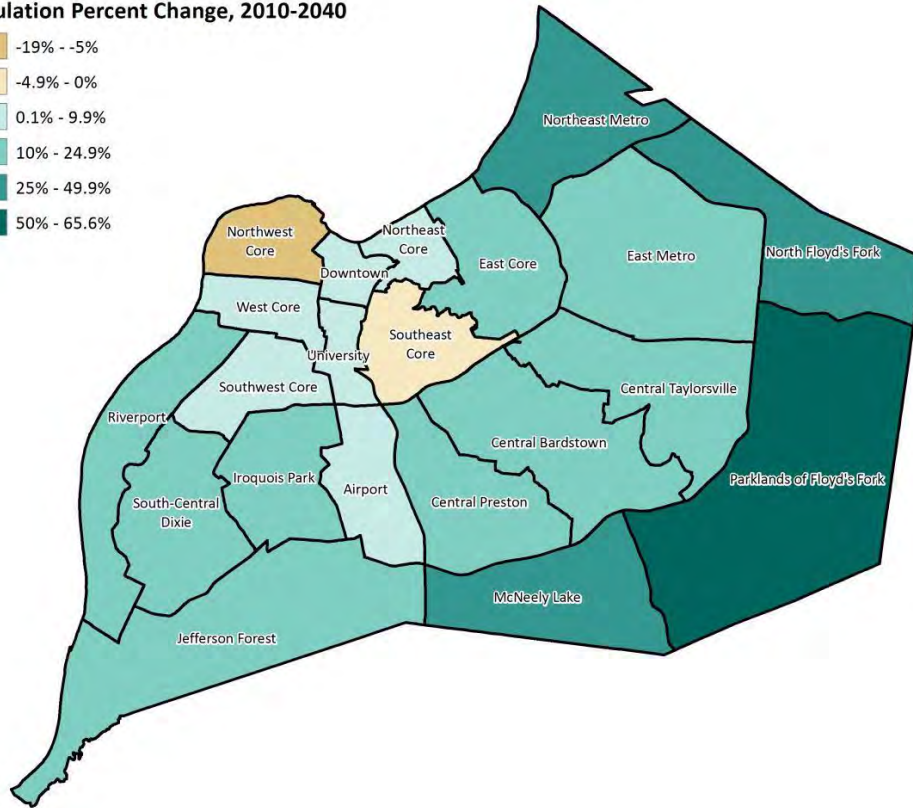 ulation Percent Change, 2010-2040
-19% - -5%
-4.9% - 0%
0.1% - 9.9%
10% - 24.9%
25% - 49.9%
50% - 65.6%
Northeast Metro
Northwest
Core
Northeast
Core
Downtown
East Core
East Metro
North Floyd's Fork
West Core
Southeast
Core
University
Southwest Core
Central Taylorsville
Riverport
Central Bardstown
Iroquois Park
Airport
Parklands of Floyd's Fork
South-Central
Dixie
Central Preston
McNeely Lake
Jefferson Forest